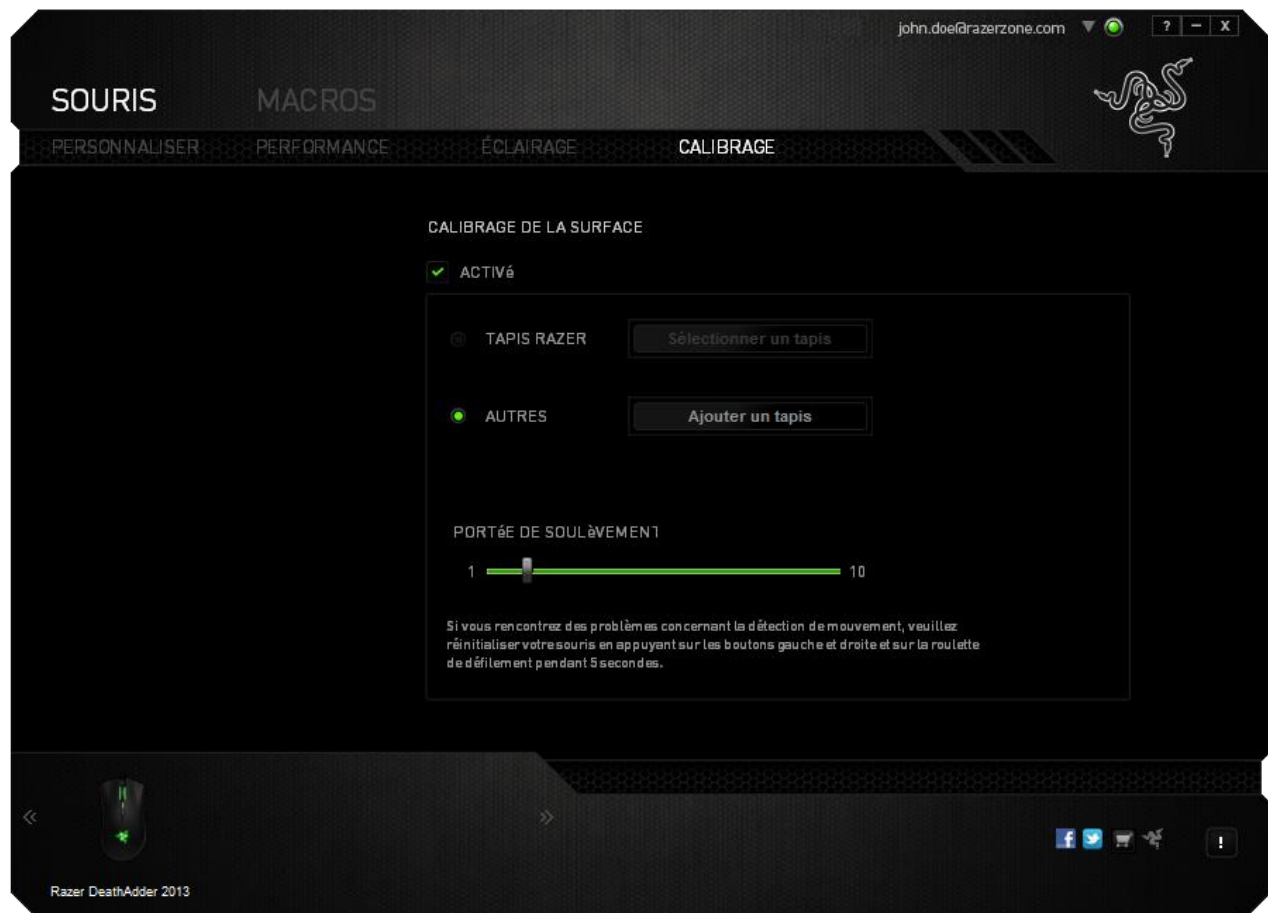 john.doe@razerzone.com
? – X
SOURIS MACROS
PERSONNALISER PERFORMANCE ÉCLAIRAGE CALIBRAGE
CALIBRAGE DE LA SURFACE
ACTIVé
TAPIS RAZER Sélectionner un tapis
AUTRES Ajouter un tapis
PORTéE DE SOULèVEMENT
1 10
Si vous rencontrez des problèmes concernant la détection de mouvement, veuillez
réinitialiser votre souris en appuyant sur les boutons gauche et droite et sur la roulette
de défilement pendant 5 secondes.
Razer DeathAdder 2013
f
!